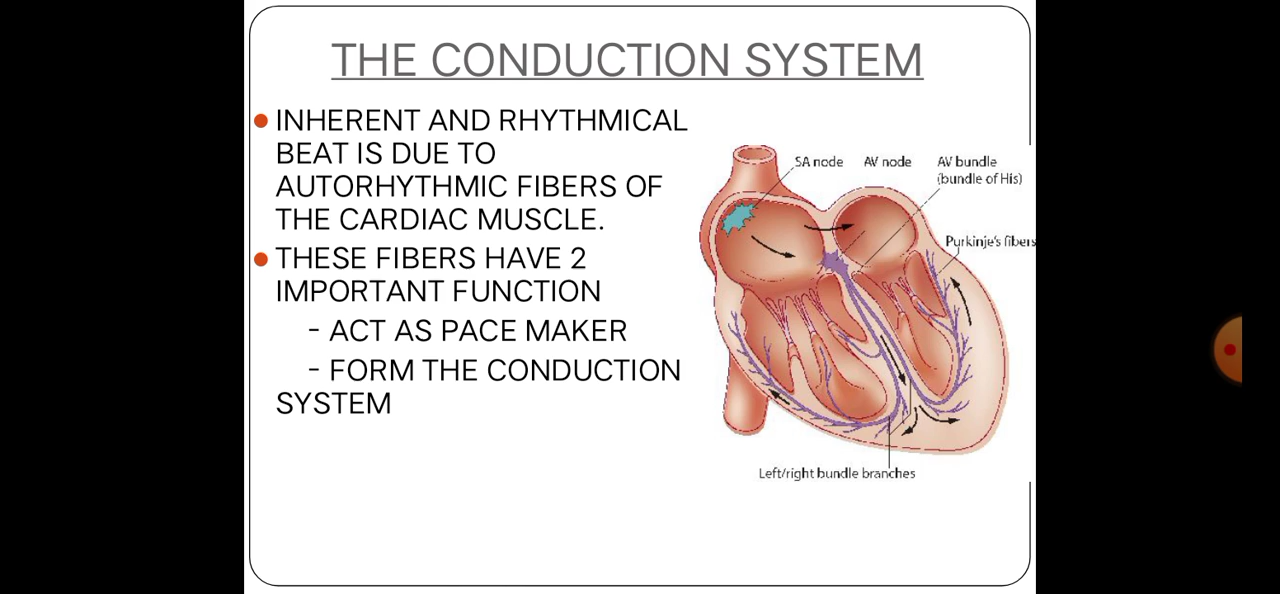 THE CONDUCTION SYSTEM
● INHERENT AND RHYTHMICAL
BEAT IS DUE TO
AUTORHYTHMIC FIBERS OF
THE CARDIAC MUSCLE.
● THESE FIBERS HAVE 2
IMPORTANT FUNCTION
- ACT AS PACE MAKER
- FORM THE CONDUCTION
SYSTEM
SA node
AV node
AV bundle
(bundle of His)
Purkinje's fibers
Left/right bundle branches